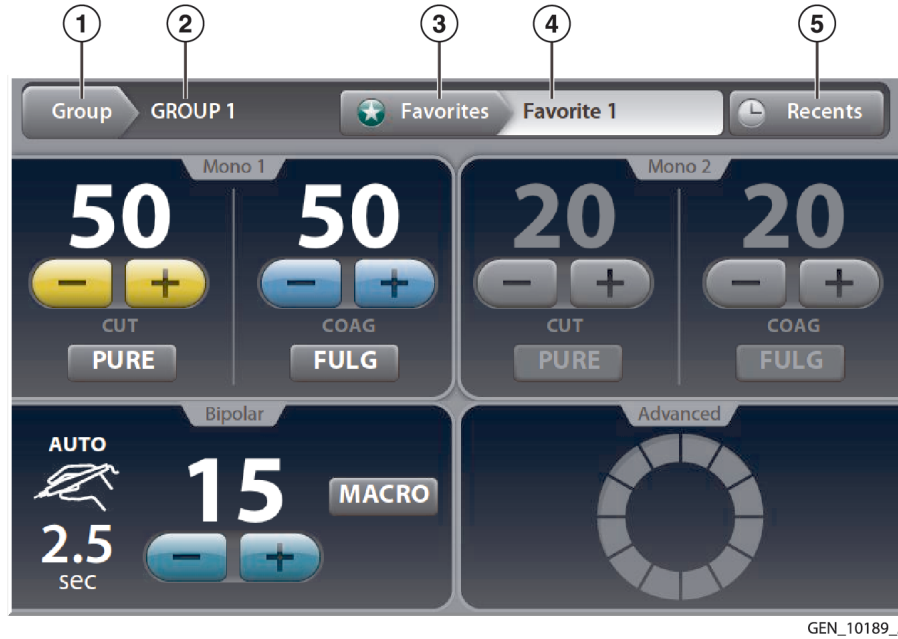 1 2 3 4 5
Group GROUP 1 Favorites Favorite 1 Recents
Mono 1 Mono 2
50 50 20 20
− + − + − + − +
CUT COAG CUT COAG
PURE FULG PURE FULG
Bipolar Advanced
AUTO
15 MACRO
2.5
− +
sec
GEN_10189_